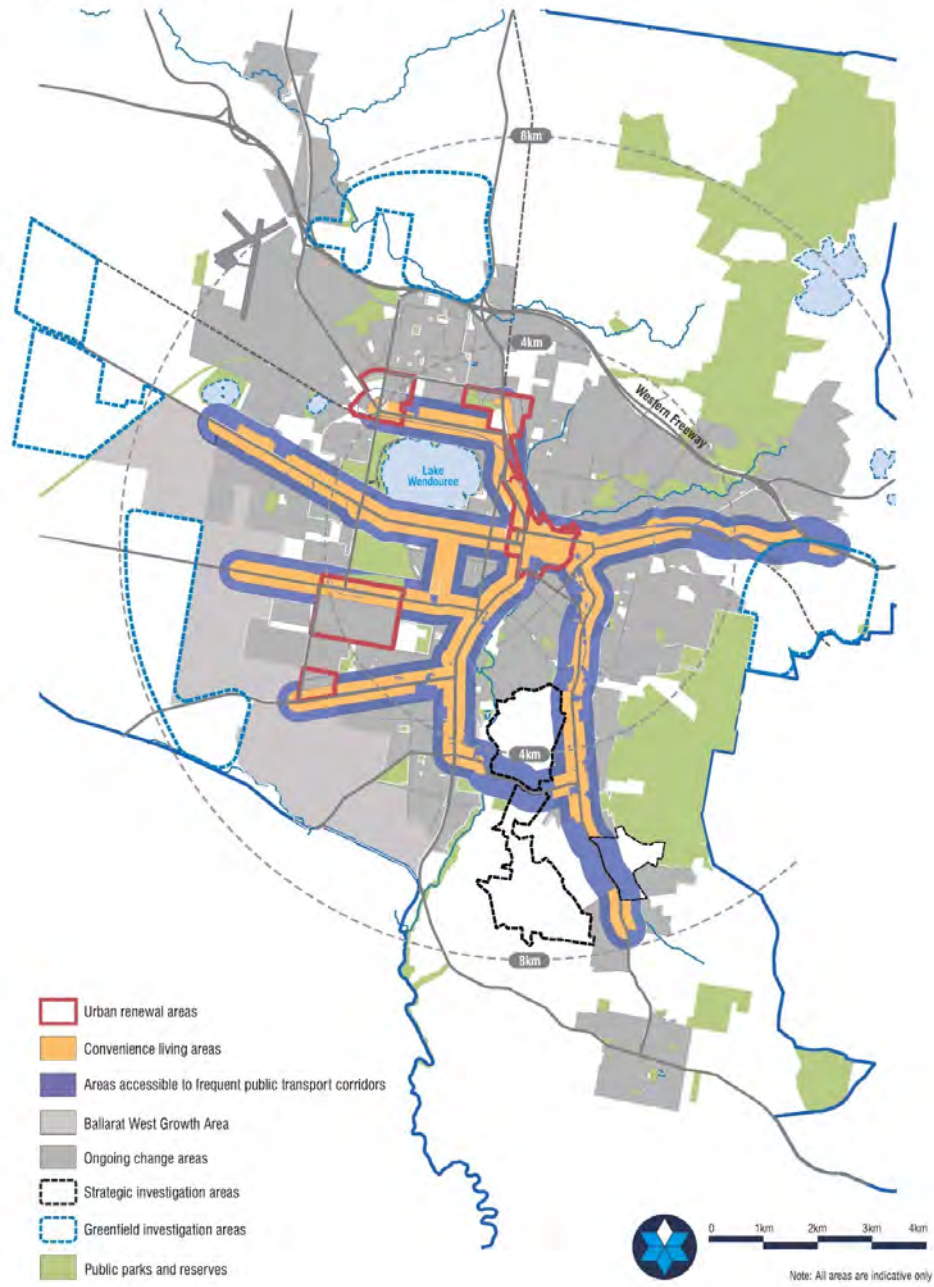 8km
4km
Western Freeway
Lake
Wendouree
4km
8km
Urban renewal areas
Convenience living areas
Areas accessible to frequent public transport corridors
Ballarat West Growth Area
Ongoing change areas
Strategic investigation areas
Greenfield investigation areas
Public parks and reserves
0 1km 2km 3km 4km
Note: All areas are indicative only